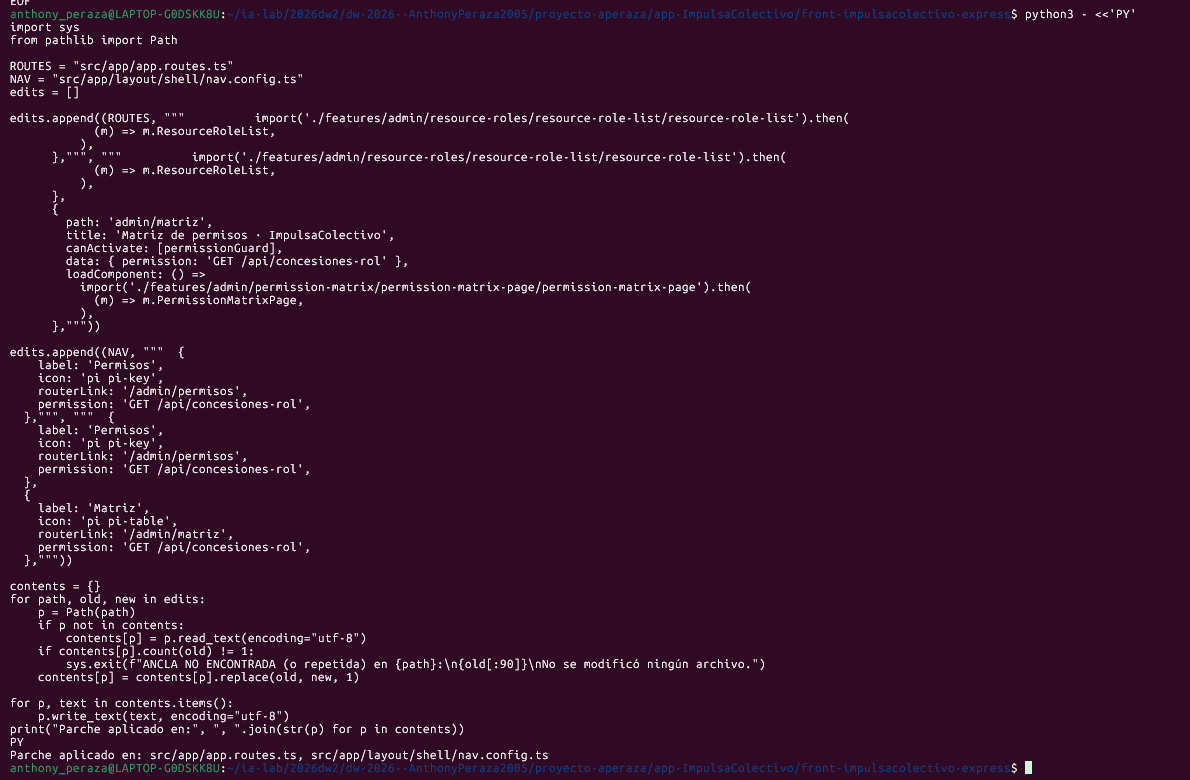 EOF
anthony_peraza@LAPTOP-G0DSKK8U:~/ia-lab/2026dw2/dw-2026--AnthonyPeraza2005/proyecto-aperaza/app-ImpulsaColectivo/front-impulsacolectivo-express$ python3 - <<'PY'
import sys
from pathlib import Path

ROUTES = "src/app/app.routes.ts"
NAV = "src/app/layout/shell/nav.config.ts"
edits = []

edits.append((ROUTES, """          import('./features/admin/resource-roles/resource-role-list/resource-role-list').then(
            (m) => m.ResourceRoleList,
          ),
      },""", """          import('./features/admin/resource-roles/resource-role-list/resource-role-list').then(
            (m) => m.ResourceRoleList,
          ),
      },
      {
        path: 'admin/matriz',
        title: 'Matriz de permisos · ImpulsaColectivo',
        canActivate: [permissionGuard],
        data: { permission: 'GET /api/concesiones-rol' },
        loadComponent: () =>
          import('./features/admin/permission-matrix/permission-matrix-page/permission-matrix-page').then(
            (m) => m.PermissionMatrixPage,
          ),
      },"""))

edits.append((NAV, """  {
    label: 'Permisos',
    icon: 'pi pi-key',
    routerLink: '/admin/permisos',
    permission: 'GET /api/concesiones-rol',
  },""", """  {
    label: 'Permisos',
    icon: 'pi pi-key',
    routerLink: '/admin/permisos',
    permission: 'GET /api/concesiones-rol',
  },
  {
    label: 'Matriz',
    icon: 'pi pi-table',
    routerLink: '/admin/matriz',
    permission: 'GET /api/concesiones-rol',
  },"""))

contents = {}
for path, old, new in edits:
    p = Path(path)
    if p not in contents:
        contents[p] = p.read_text(encoding="utf-8")
    if contents[p].count(old) != 1:
        sys.exit(f"ANCLA NO ENCONTRADA (o repetida) en {path}:\n{old[:90]}\nNo se modificó ningún archivo.")
    contents[p] = contents[p].replace(old, new, 1)

for p, text in contents.items():
    p.write_text(text, encoding="utf-8")
print("Parche aplicado en:", ", ".join(str(p) for p in contents))
PY
Parche aplicado en: src/app/app.routes.ts, src/app/layout/shell/nav.config.ts
anthony_peraza@LAPTOP-G0DSKK8U:~/ia-lab/2026dw2/dw-2026--AnthonyPeraza2005/proyecto-aperaza/app-ImpulsaColectivo/front-impulsacolectivo-express$